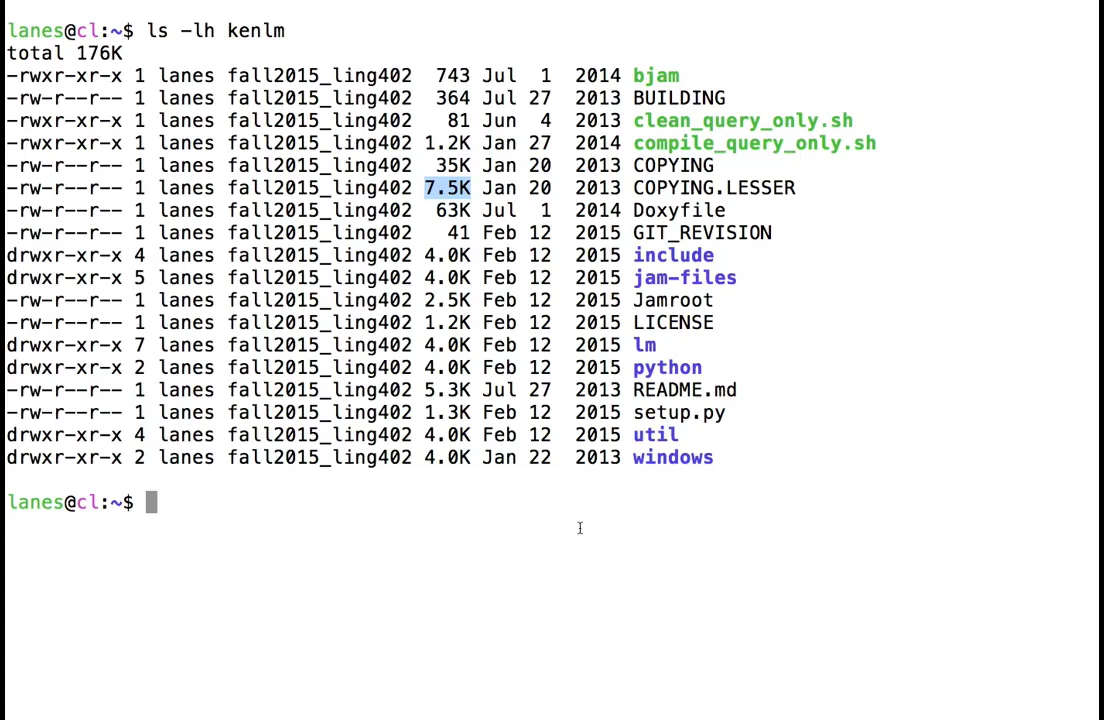 lanes@cl:~$ ls -lh kenlm
total 176K
-rwxr-xr-x 1 lanes fall2015_ling402  743 Jul  1  2014 bjam
-rw-r--r-- 1 lanes fall2015_ling402  364 Jul 27  2013 BUILDING
-rw-r--r-- 1 lanes fall2015_ling402   81 Jun  4  2013 clean_query_only.sh
-rw-r--r-- 1 lanes fall2015_ling402 1.2K Jan 27  2014 compile_query_only.sh
-rw-r--r-- 1 lanes fall2015_ling402  35K Jan 20  2013 COPYING
-rw-r--r-- 1 lanes fall2015_ling402 7.5K Jan 20  2013 COPYING.LESSER
-rw-r--r-- 1 lanes fall2015_ling402  63K Jul  1  2014 Doxyfile
-rw-r--r-- 1 lanes fall2015_ling402   41 Feb 12  2015 GIT_REVISION
drwxr-xr-x 4 lanes fall2015_ling402 4.0K Feb 12  2015 include
drwxr-xr-x 5 lanes fall2015_ling402 4.0K Feb 12  2015 jam-files
-rw-r--r-- 1 lanes fall2015_ling402 2.5K Feb 12  2015 Jamroot
-rw-r--r-- 1 lanes fall2015_ling402 1.2K Feb 12  2015 LICENSE
drwxr-xr-x 7 lanes fall2015_ling402 4.0K Feb 12  2015 lm
drwxr-xr-x 2 lanes fall2015_ling402 4.0K Feb 12  2015 python
-rw-r--r-- 1 lanes fall2015_ling402 5.3K Jul 27  2013 README.md
-rw-r--r-- 1 lanes fall2015_ling402 1.3K Feb 12  2015 setup.py
drwxr-xr-x 4 lanes fall2015_ling402 4.0K Feb 12  2015 util
drwxr-xr-x 2 lanes fall2015_ling402 4.0K Jan 22  2013 windows
lanes@cl:~$